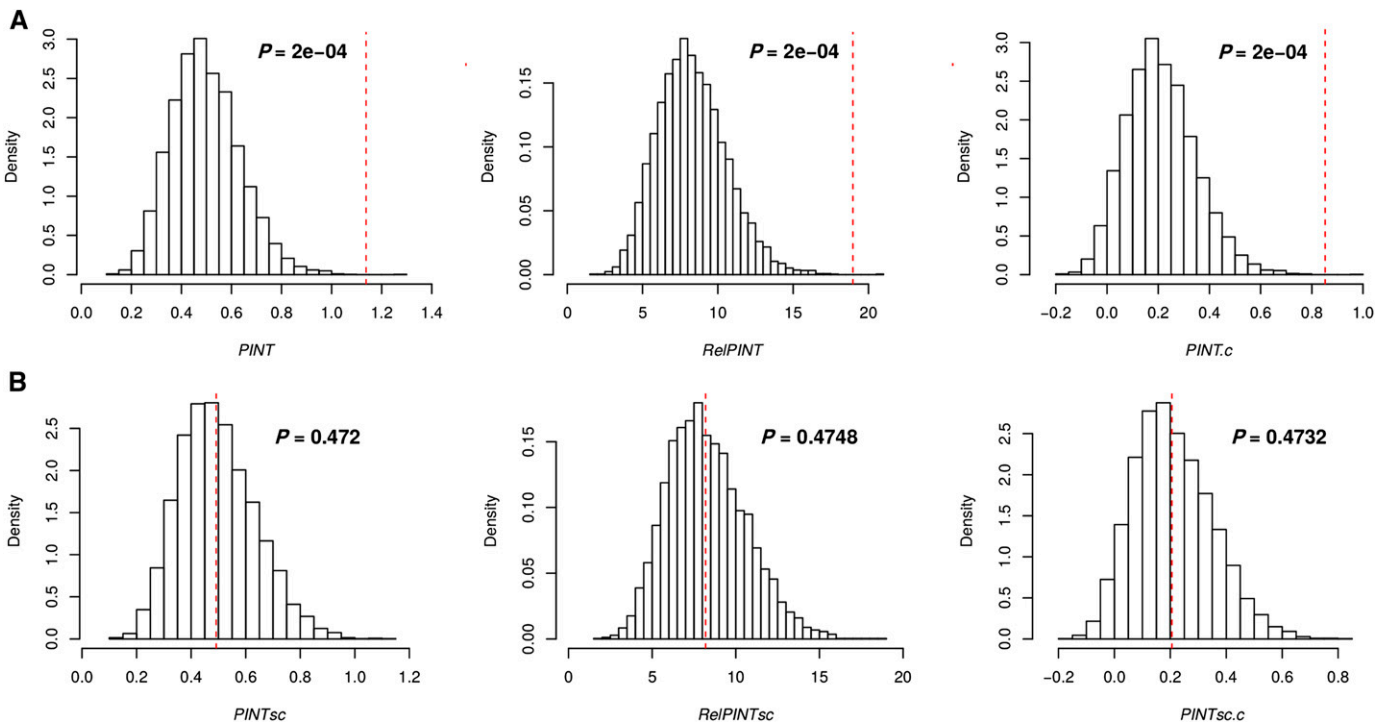 A
P = 2e−04
Density
0.0 0.5 1.0 1.5 2.0 2.5 3.0
0.0 0.2 0.4 0.6 0.8 1.0 1.2 1.4
PINT
P = 2e−04
Density
0.00 0.05 0.10 0.15
0 5 10 15 20
RelPINT
P = 2e−04
Density
0.0 0.5 1.0 1.5 2.0 2.5 3.0
−0.2 0.0 0.2 0.4 0.6 0.8 1.0
PINT.c
B
P = 0.472
Density
0.0 0.5 1.0 1.5 2.0 2.5
0.0 0.2 0.4 0.6 0.8 1.0 1.2
PINTsc
P = 0.4748
Density
0.00 0.05 0.10 0.15
0 5 10 15 20
RelPINTsc
P = 0.4732
Density
0.0 0.5 1.0 1.5 2.0 2.5
−0.2 0.0 0.2 0.4 0.6 0.8
PINTsc.c